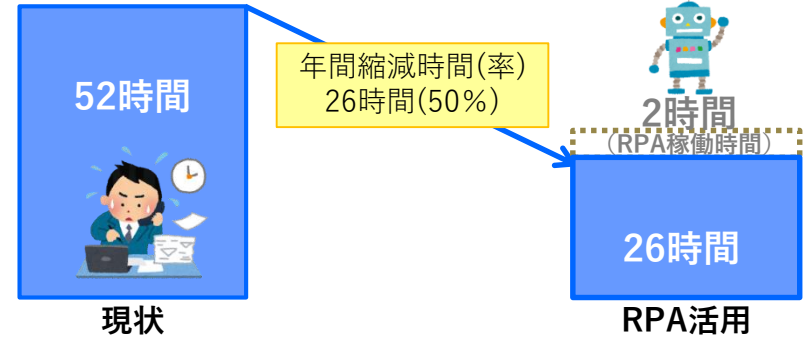 52時間
年間縮減時間(率)
26時間(50%)
2時間
(RPA稼働時間)
26時間
現状
RPA活用